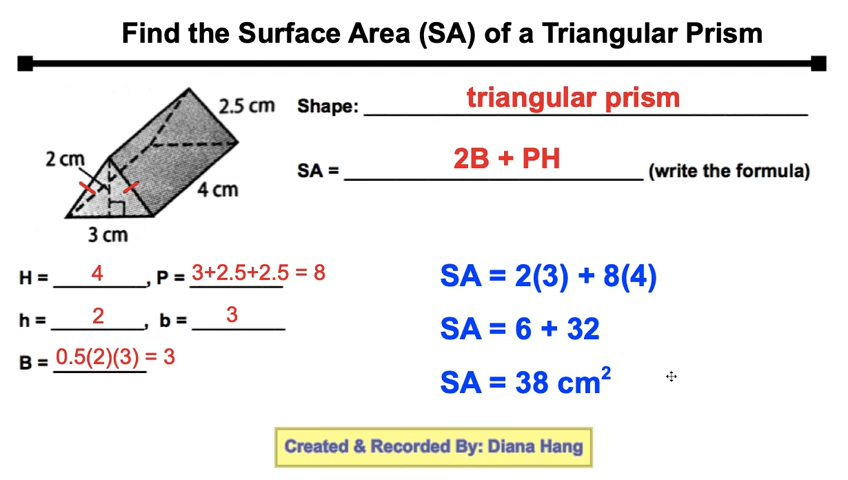 Find the Surface Area (SA) of a Triangular Prism
2.5 cm
Shape: triangular prism
2 cm
SA = 2B + PH (write the formula)
4 cm
3 cm
H = 4, P = 3+2.5+2.5 = 8
SA = 2(3) + 8(4)
h = 2, b = 3
SA = 6 + 32
B = 0.5(2)(3) = 3
SA = 38 cm²
Created & Recorded By: Diana Hang